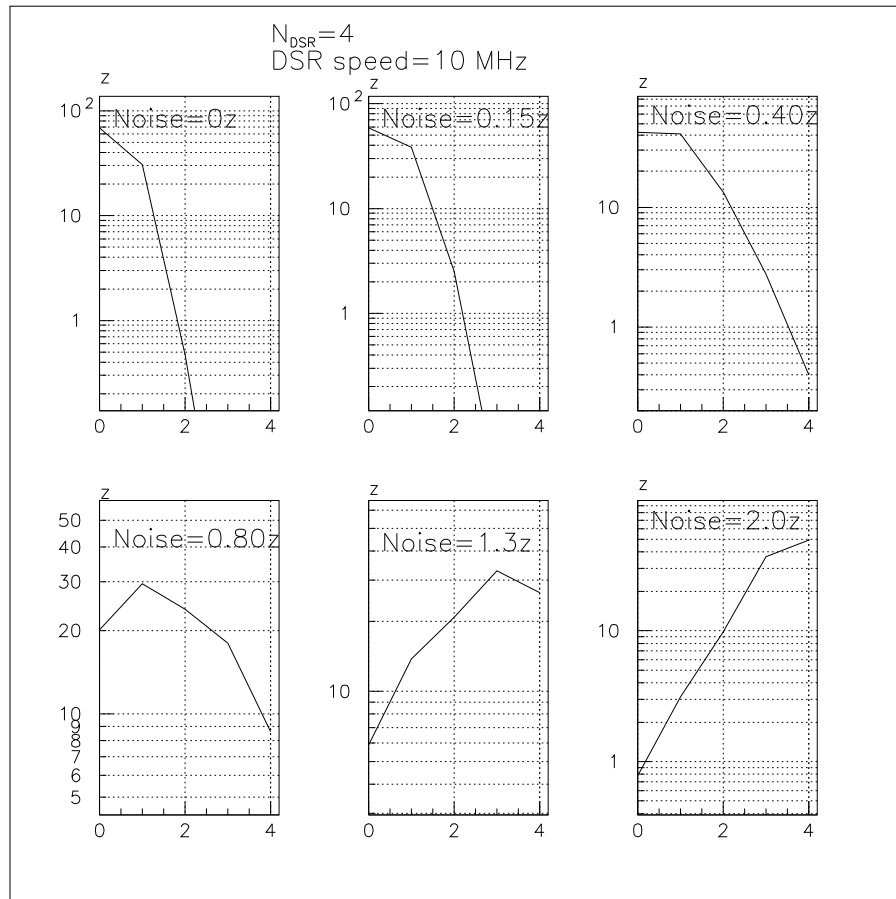 N_DSR=4
DSR speed=10 MHz
z
10^2
Noise=0z
10
1
0 2 4
z
10^2
Noise=0.15z
10
1
0 2 4
z
Noise=0.40z
10
1
0 2 4
z
50
Noise=0.80z
40
30
20
10
9
8
7
6
5
0 2 4
z
Noise=1.3z
10
0 2 4
z
Noise=2.0z
10
1
0 2 4